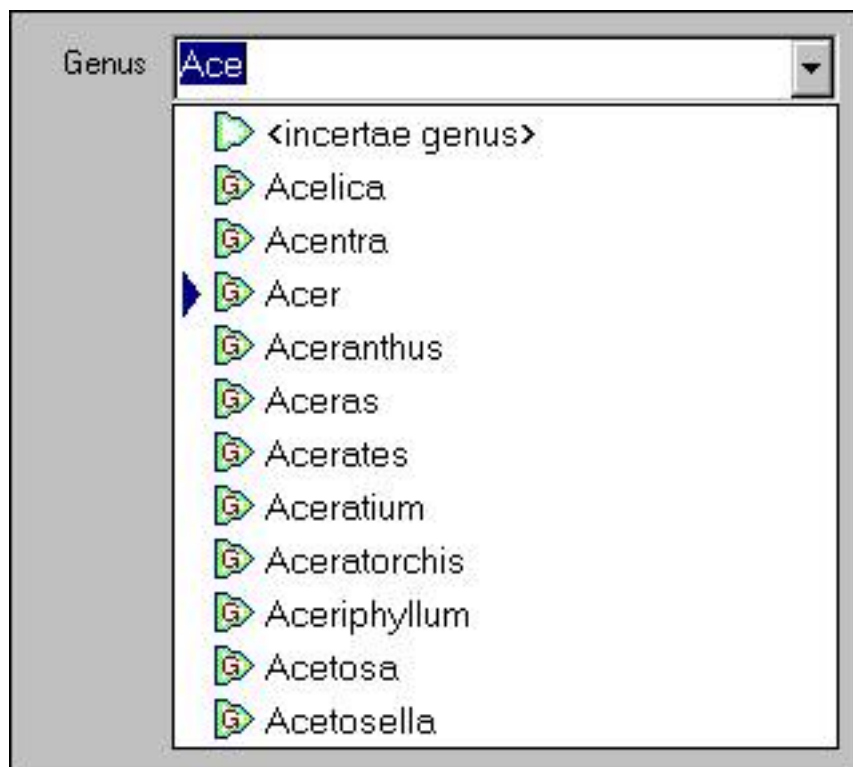 Genus Ace
<incertae genus>
G Acelica
G Acentra
G Acer
G Aceranthus
G Aceras
G Acerates
G Aceratium
G Aceratorchis
G Aceriphyllum
G Acetosa
G Acetosella